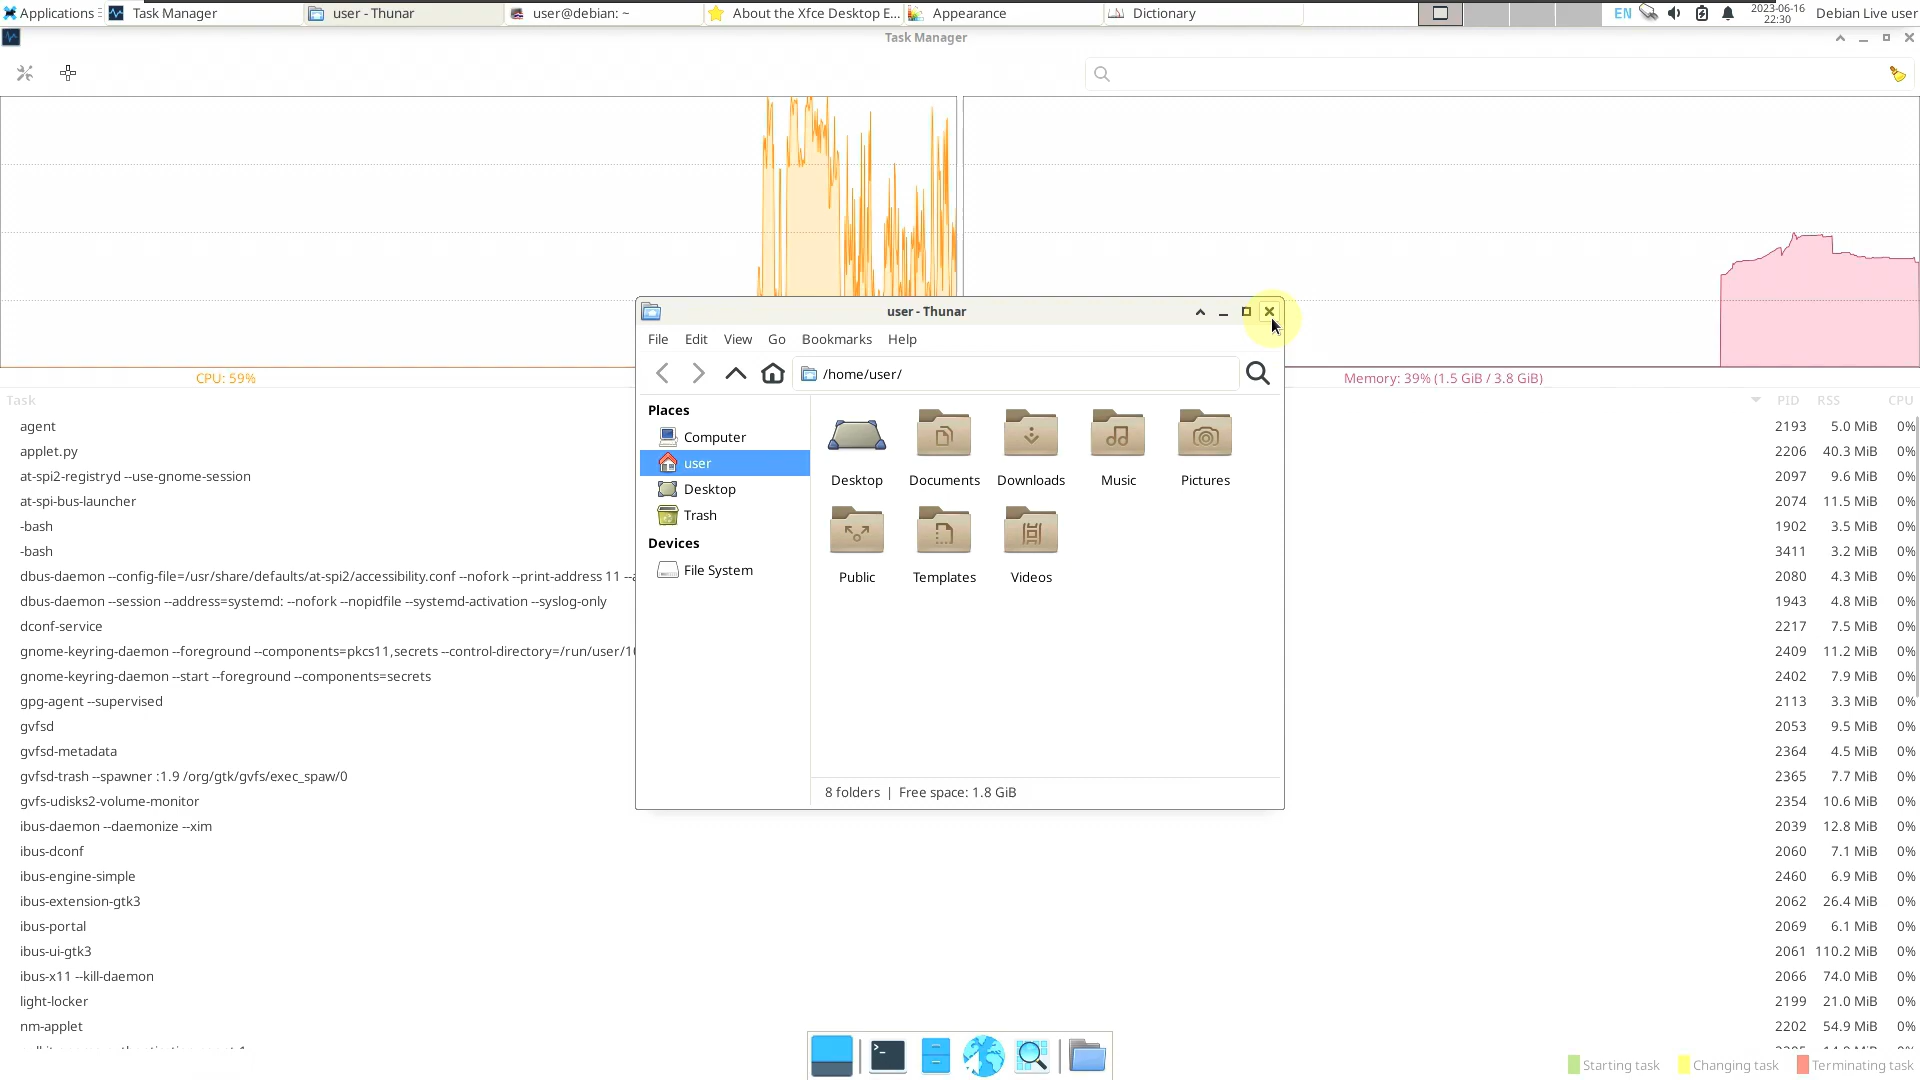 Applications
Task Manager
user - Thunar
user@debian: ~
About the Xfce Desktop E...
Appearance
Dictionary
EN
2023-06-16
22:30
Debian Live user
Task Manager
CPU: 59%
Memory: 39% (1.5 GiB / 3.8 GiB)
Task PID RSS CPU
agent 2193 5.0 MiB 0%
applet.py 2206 40.3 MiB 0%
at-spi2-registryd --use-gnome-session 2097 9.6 MiB 0%
at-spi-bus-launcher 2074 11.5 MiB 0%
-bash 1902 3.5 MiB 0%
-bash 3411 3.2 MiB 0%
dbus-daemon --config-file=/usr/share/defaults/at-spi2/accessibility.conf --nofork --print-address 11 2080 4.3 MiB 0%
dbus-daemon --session --address=systemd: --nofork --nopidfile --systemd-activation --syslog-only 1943 4.8 MiB 0%
dconf-service 2217 7.5 MiB 0%
gnome-keyring-daemon --foreground --components=pkcs11,secrets --control-directory=/run/user/1 2409 11.2 MiB 0%
gnome-keyring-daemon --start --foreground --components=secrets 2402 7.9 MiB 0%
gpg-agent --supervised 2113 3.3 MiB 0%
gvfsd 2053 9.5 MiB 0%
gvfsd-metadata 2364 4.5 MiB 0%
gvfsd-trash --spawner :1.9 /org/gtk/gvfs/exec_spaw/0 2365 7.7 MiB 0%
gvfs-udisks2-volume-monitor 2354 10.6 MiB 0%
ibus-daemon --daemonize --xim 2039 12.8 MiB 0%
ibus-dconf 2060 7.1 MiB 0%
ibus-engine-simple 2460 6.9 MiB 0%
ibus-extension-gtk3 2062 26.4 MiB 0%
ibus-portal 2069 6.1 MiB 0%
ibus-ui-gtk3 2061 110.2 MiB 0%
ibus-x11 --kill-daemon 2066 74.0 MiB 0%
light-locker 2199 21.0 MiB 0%
nm-applet 2202 54.9 MiB 0%
user - Thunar
File Edit View Go Bookmarks Help
/home/user/
Places
Computer
user
Desktop
Trash
Devices
File System
Desktop Documents Downloads Music Pictures
Public Templates Videos
8 folders | Free space: 1.8 GiB
Starting task Changing task Terminating task